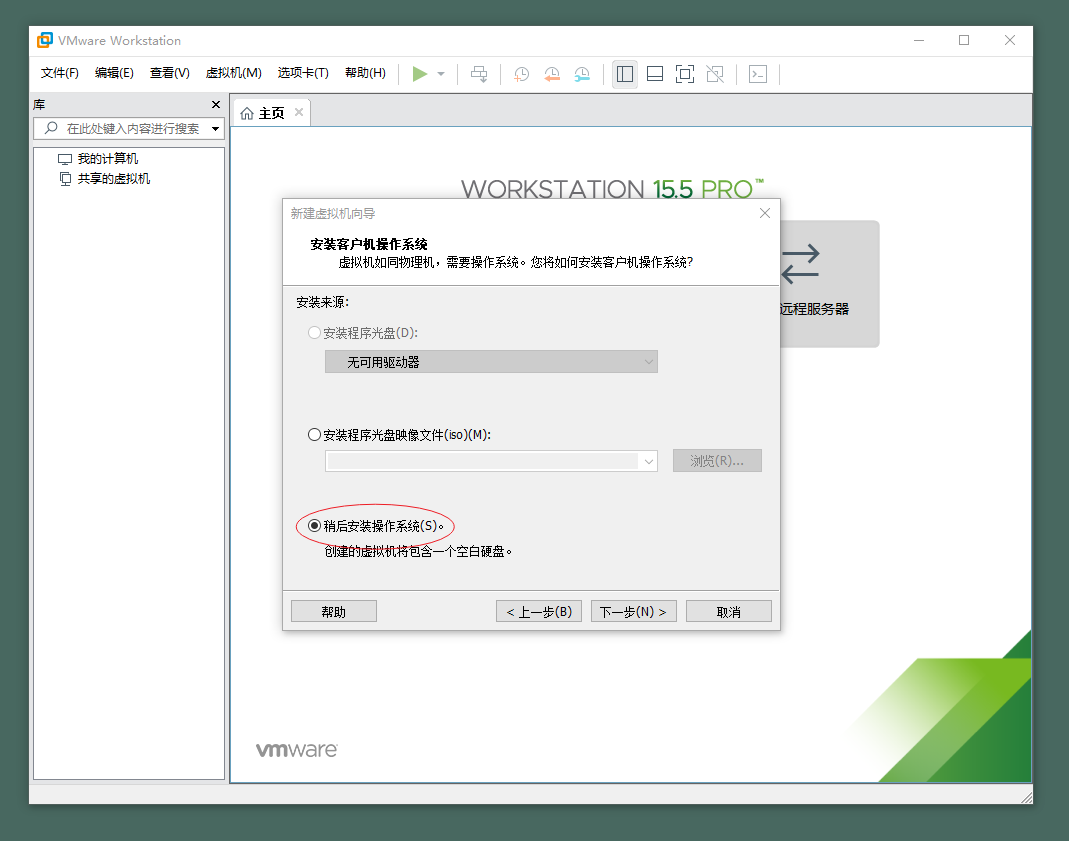 VMware Workstation
文件(F) 编辑(E) 查看(V) 虚拟机(M) 选项卡(T) 帮助(H)
库
在此处键入内容进行搜索
我的计算机
共享的虚拟机
主页
WORKSTATION 15.5 PRO™
远程服务器
新建虚拟机向导
安装客户机操作系统
虚拟机如同物理机，需要操作系统。您将如何安装客户机操作系统?
安装来源:
安装程序光盘(D):
无可用驱动器
安装程序光盘映像文件(iso)(M):
浏览(R)...
稍后安装操作系统(S)。
创建的虚拟机将包含一个空白硬盘。
帮助 < 上一步(B) 下一步(N) > 取消
vmware